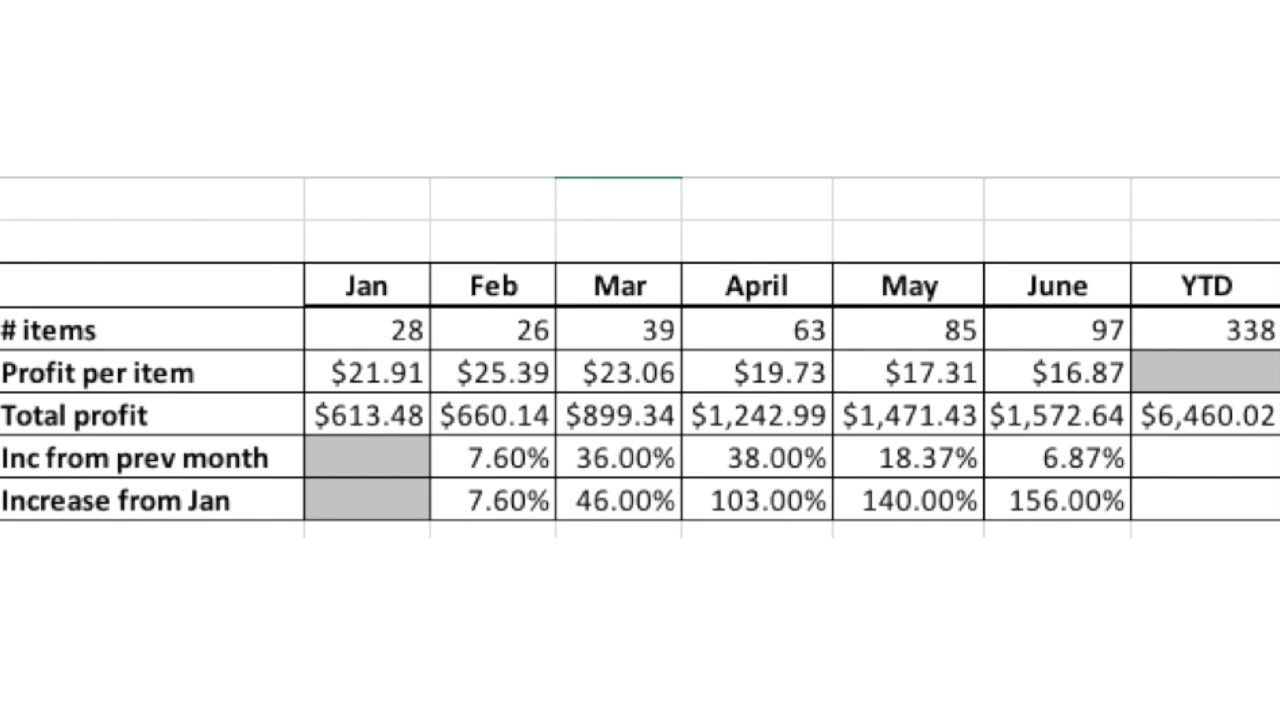 Jan Feb Mar April May June YTD
# items 28 26 39 63 85 97 338
Profit per item $21.91 $25.39 $23.06 $19.73 $17.31 $16.87
Total profit $613.48 $660.14 $899.34 $1,242.99 $1,471.43 $1,572.64 $6,460.02
Inc from prev month 7.60% 36.00% 38.00% 18.37% 6.87%
Increase from Jan 7.60% 46.00% 103.00% 140.00% 156.00%